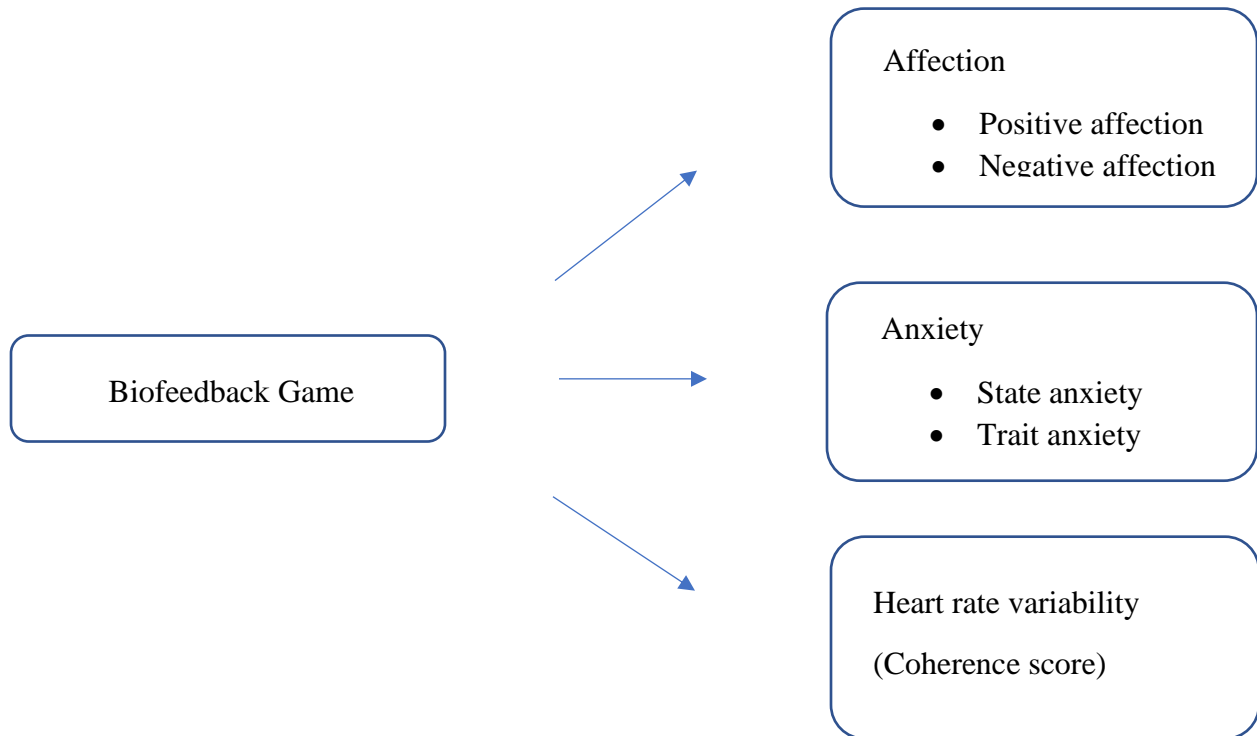 Affection
• Positive affection
• Negative affection
Biofeedback Game
Anxiety
• State anxiety
• Trait anxiety
Heart rate variability
(Coherence score)